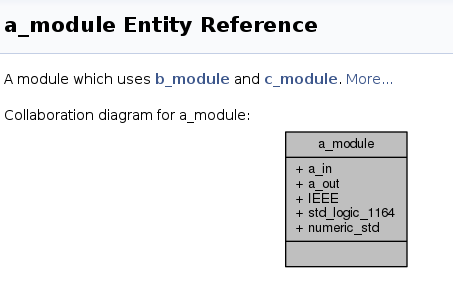 a_module Entity Reference
A module which uses b_module and c_module. More...
Collaboration diagram for a_module:
a_module
+ a_in
+ a_out
+ IEEE
+ std_logic_1164
+ numeric_std